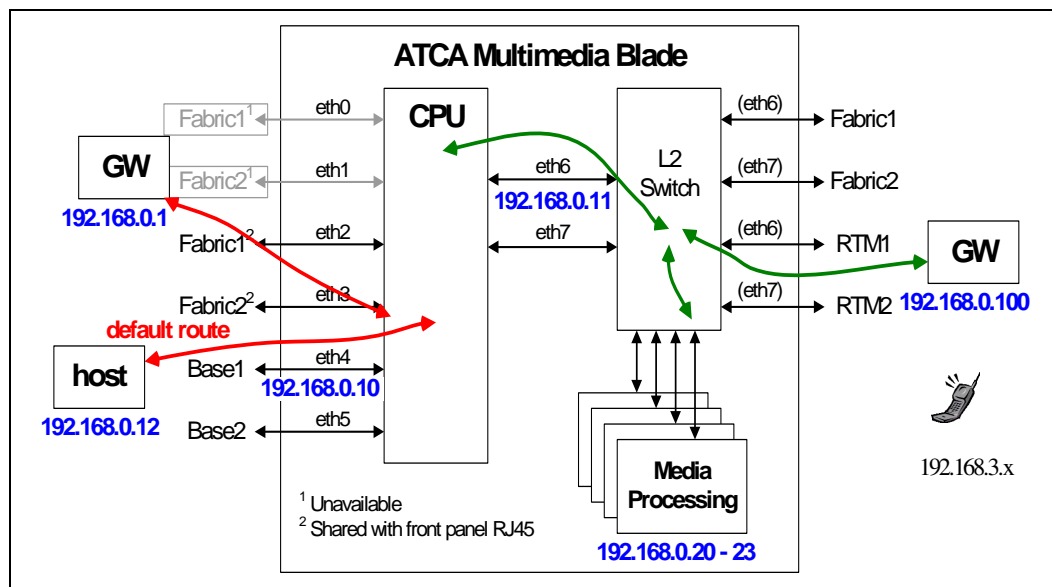 ATCA Multimedia Blade
Fabric1¹
eth0
CPU
(eth6)
Fabric1
GW
Fabric2¹
eth1
eth6
L2
Switch
(eth7)
Fabric2
192.168.0.1
192.168.0.11
Fabric1²
eth2
eth7
(eth6)
RTM1
GW
Fabric2²
eth3
(eth7)
RTM2
192.168.0.100
default route
host
Base1
eth4
192.168.0.10
192.168.0.12
Base2
eth5
Media
Processing
192.168.3.x
¹ Unavailable
² Shared with front panel RJ45
192.168.0.20 - 23